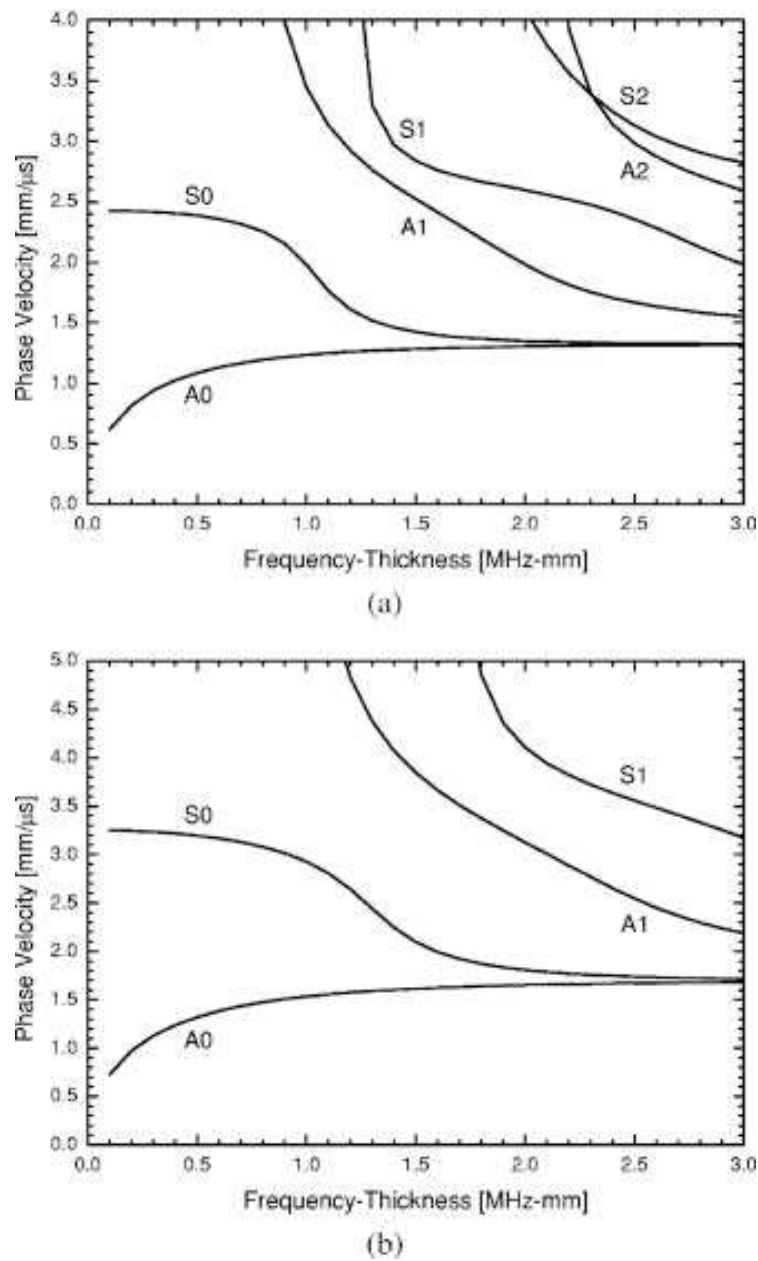 4.0
3.5
3.0
2.5
2.0
1.5
1.0
0.5
0.0
Phase Velocity [mm/μs]
S0
S1
A1
S2
A2
A0
0.0 0.5 1.0 1.5 2.0 2.5 3.0
Frequency-Thickness [MHz-mm]
(a)
5.0
4.5
4.0
3.5
3.0
2.5
2.0
1.5
1.0
0.5
0.0
Phase Velocity [mm/μs]
S0
S1
A1
A0
0.0 0.5 1.0 1.5 2.0 2.5 3.0
Frequency-Thickness [MHz-mm]
(b)